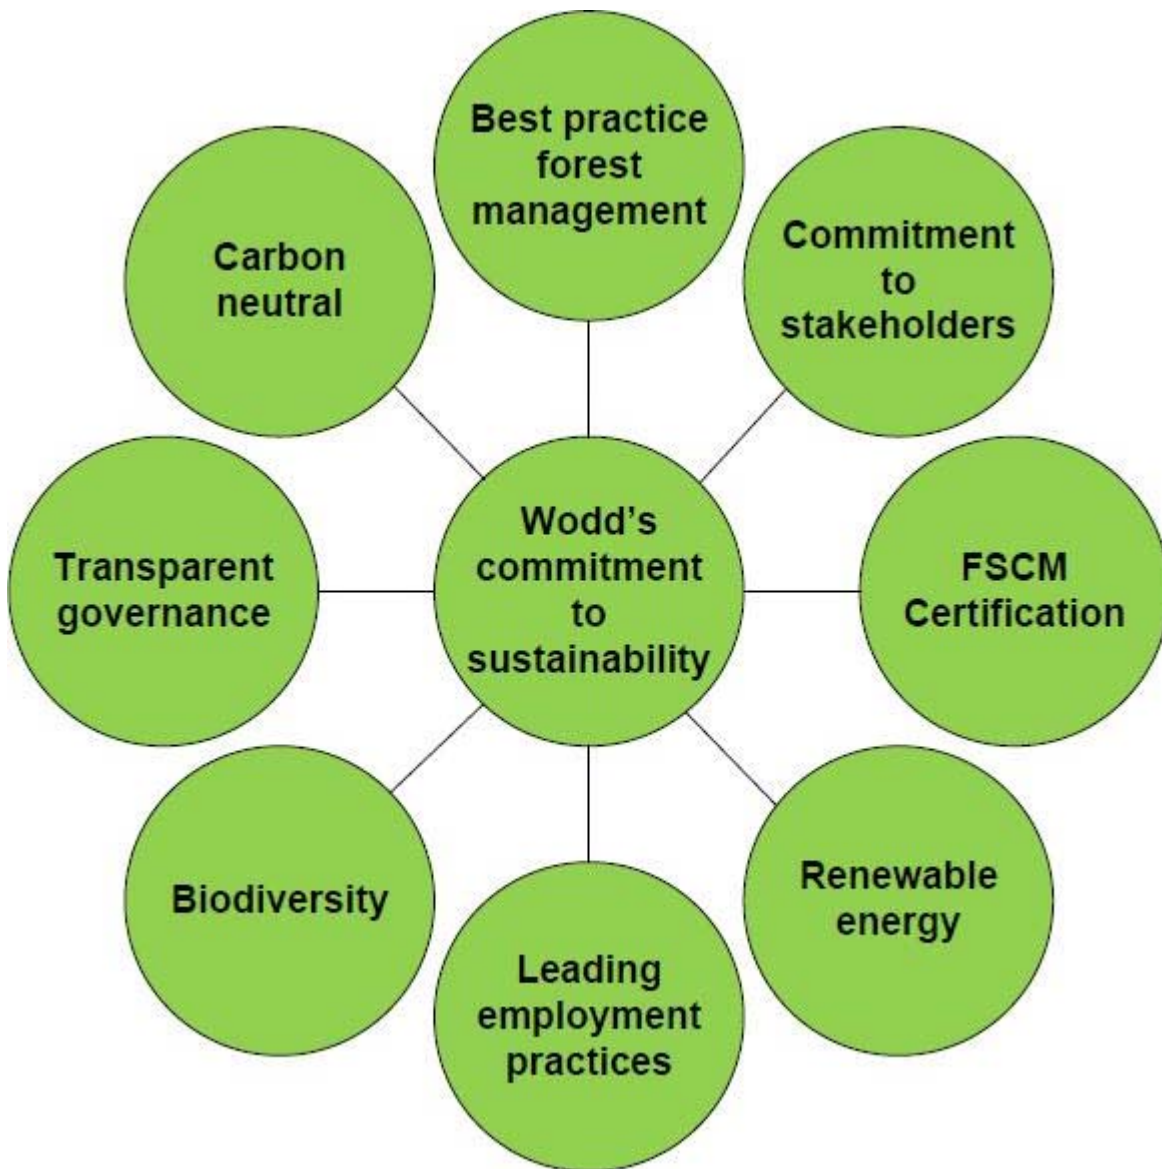 Best practice
forest
management
Commitment
to
stakeholders
FSCM
Certification
Renewable
energy
Leading
employment
practices
Biodiversity
Transparent
governance
Carbon
neutral
Wodd’s
commitment
to
sustainability